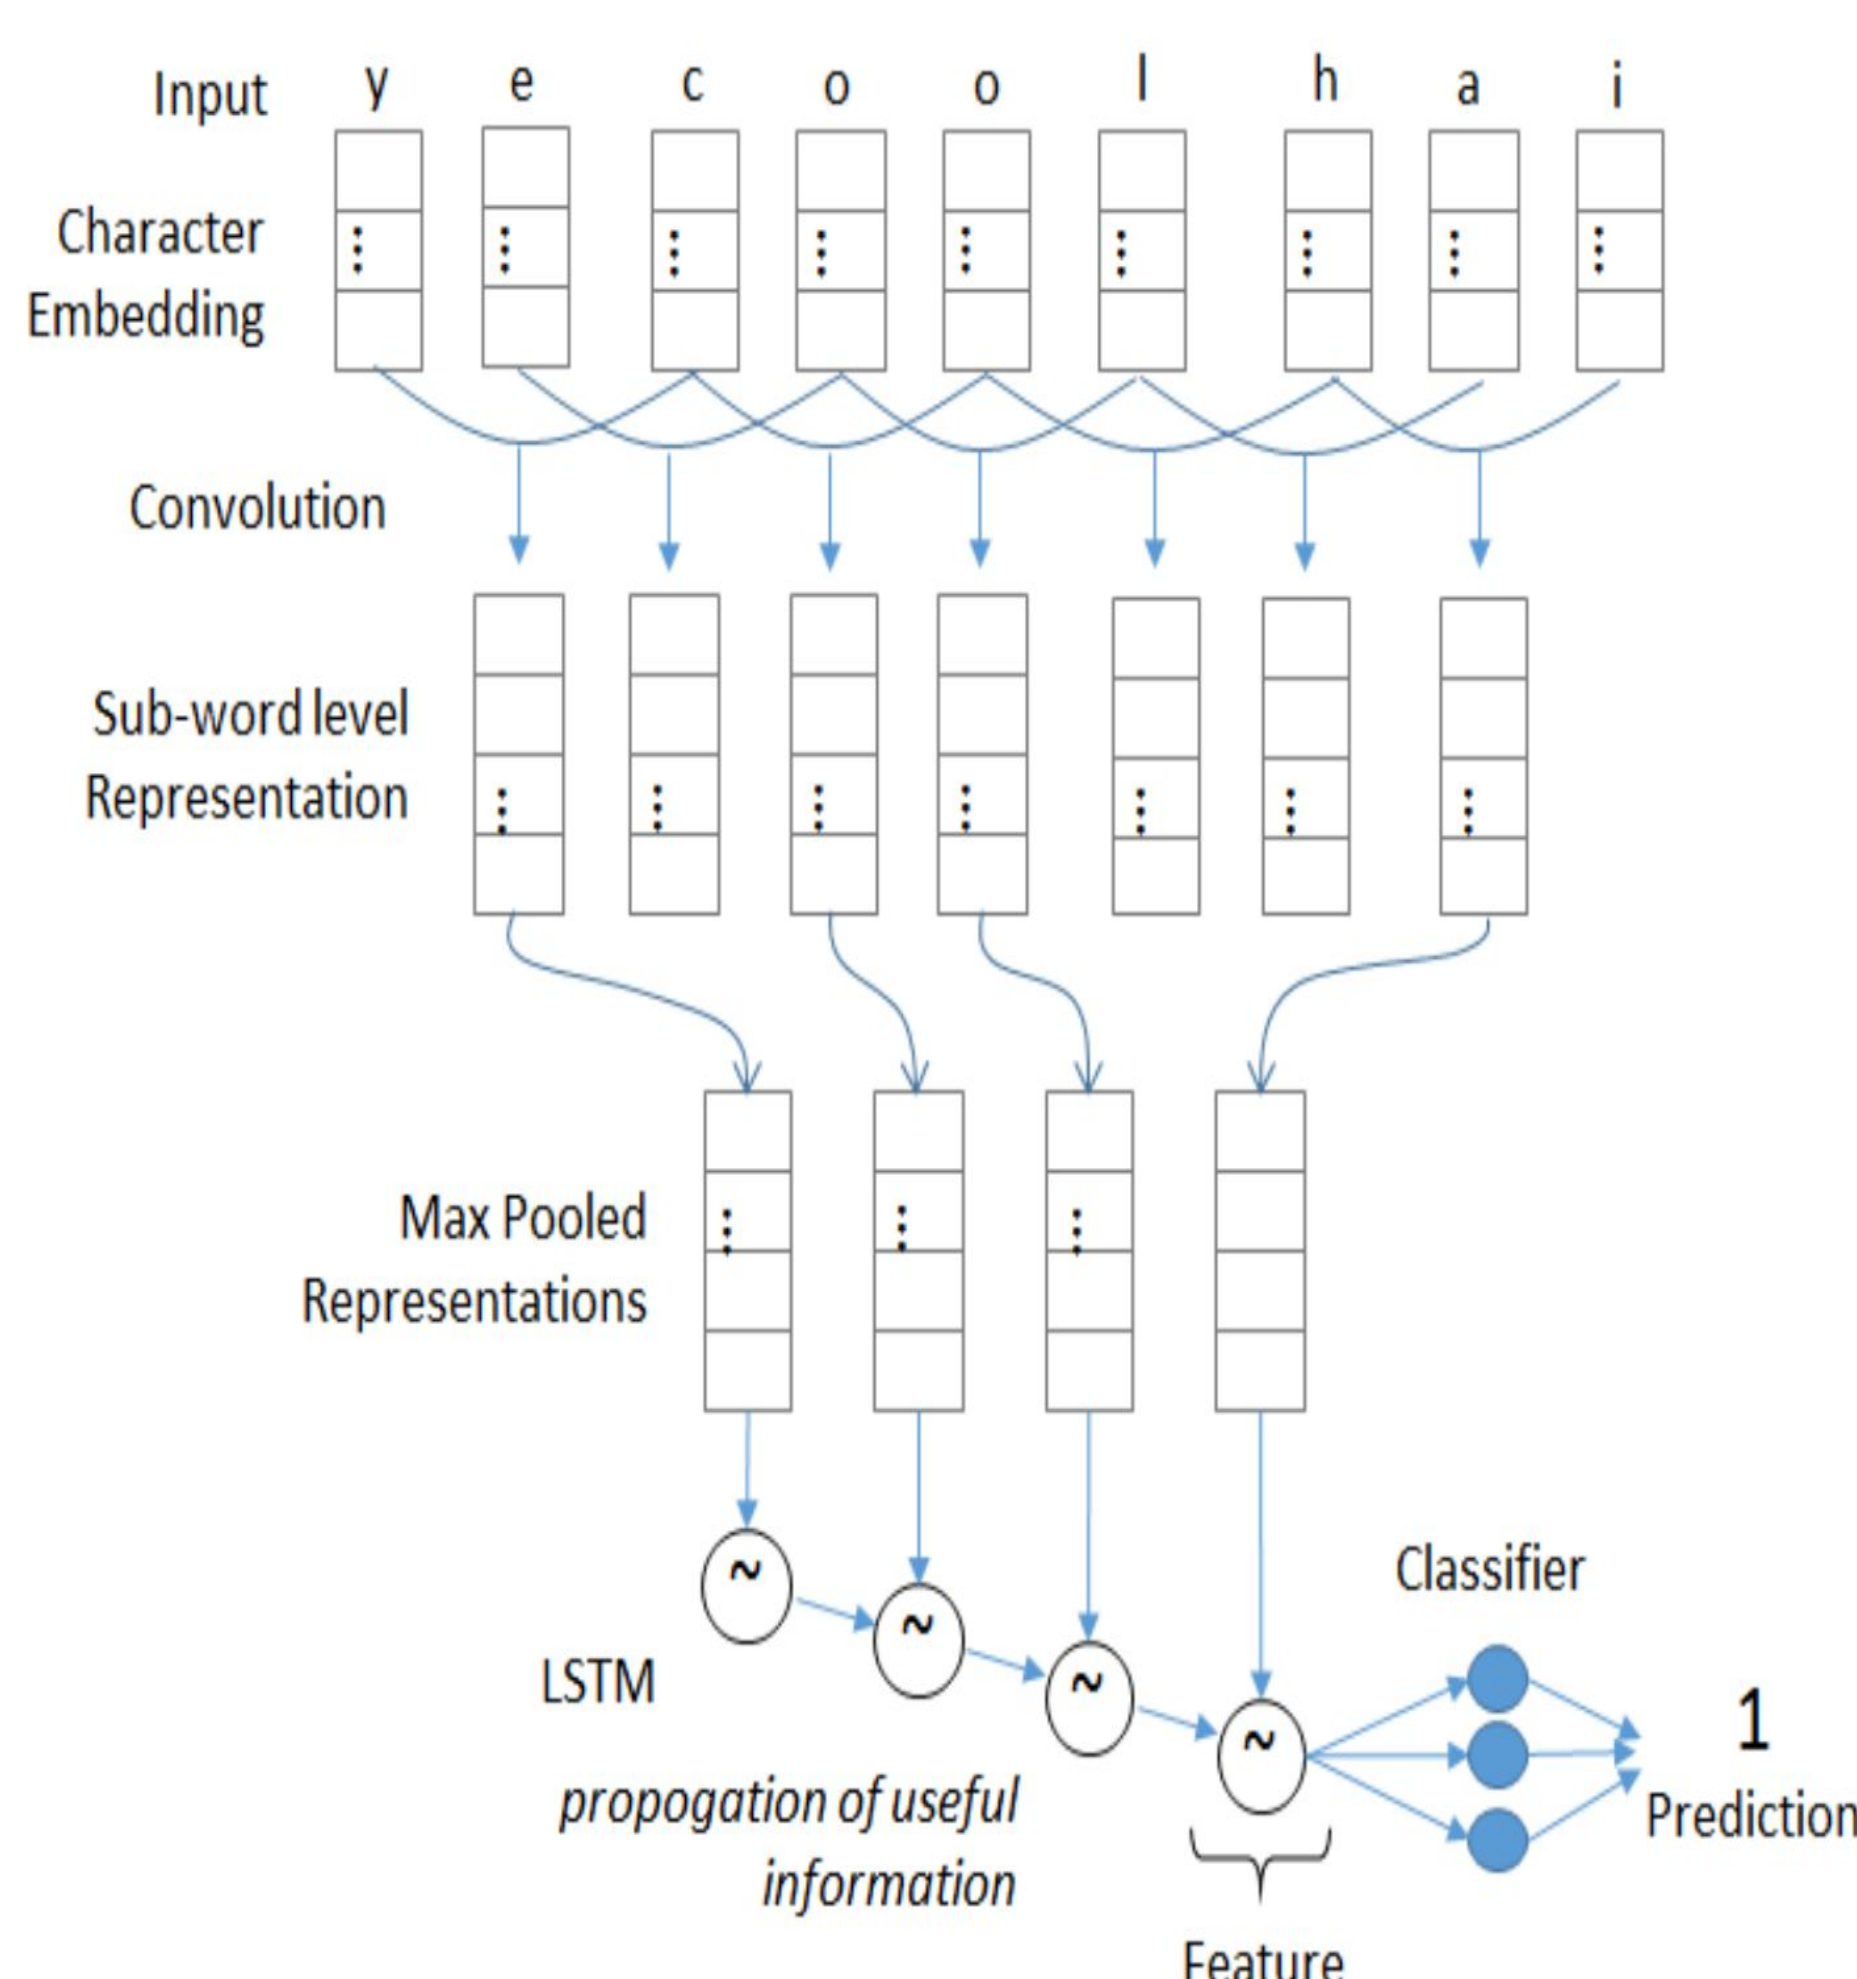 Input y e c o o l h a i
Character
Embedding
Convolution
Sub-word level
Representation
Max Pooled
Representations
Classifier
LSTM
1
Prediction
propogation of useful
information
Feature